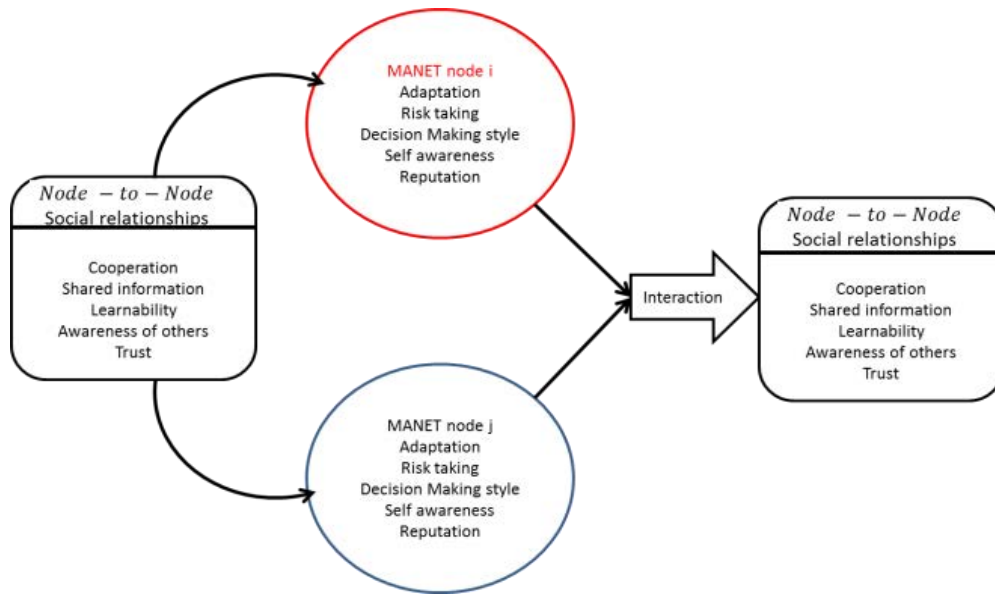 Node - to - Node
Social relationships
Cooperation
Shared information
Learnability
Awareness of others
Trust
MANET node i
Adaptation
Risk taking
Decision Making style
Self awareness
Reputation
MANET node j
Adaptation
Risk taking
Decision Making style
Self awareness
Reputation
Interaction
Node - to - Node
Social relationships
Cooperation
Shared information
Learnability
Awareness of others
Trust